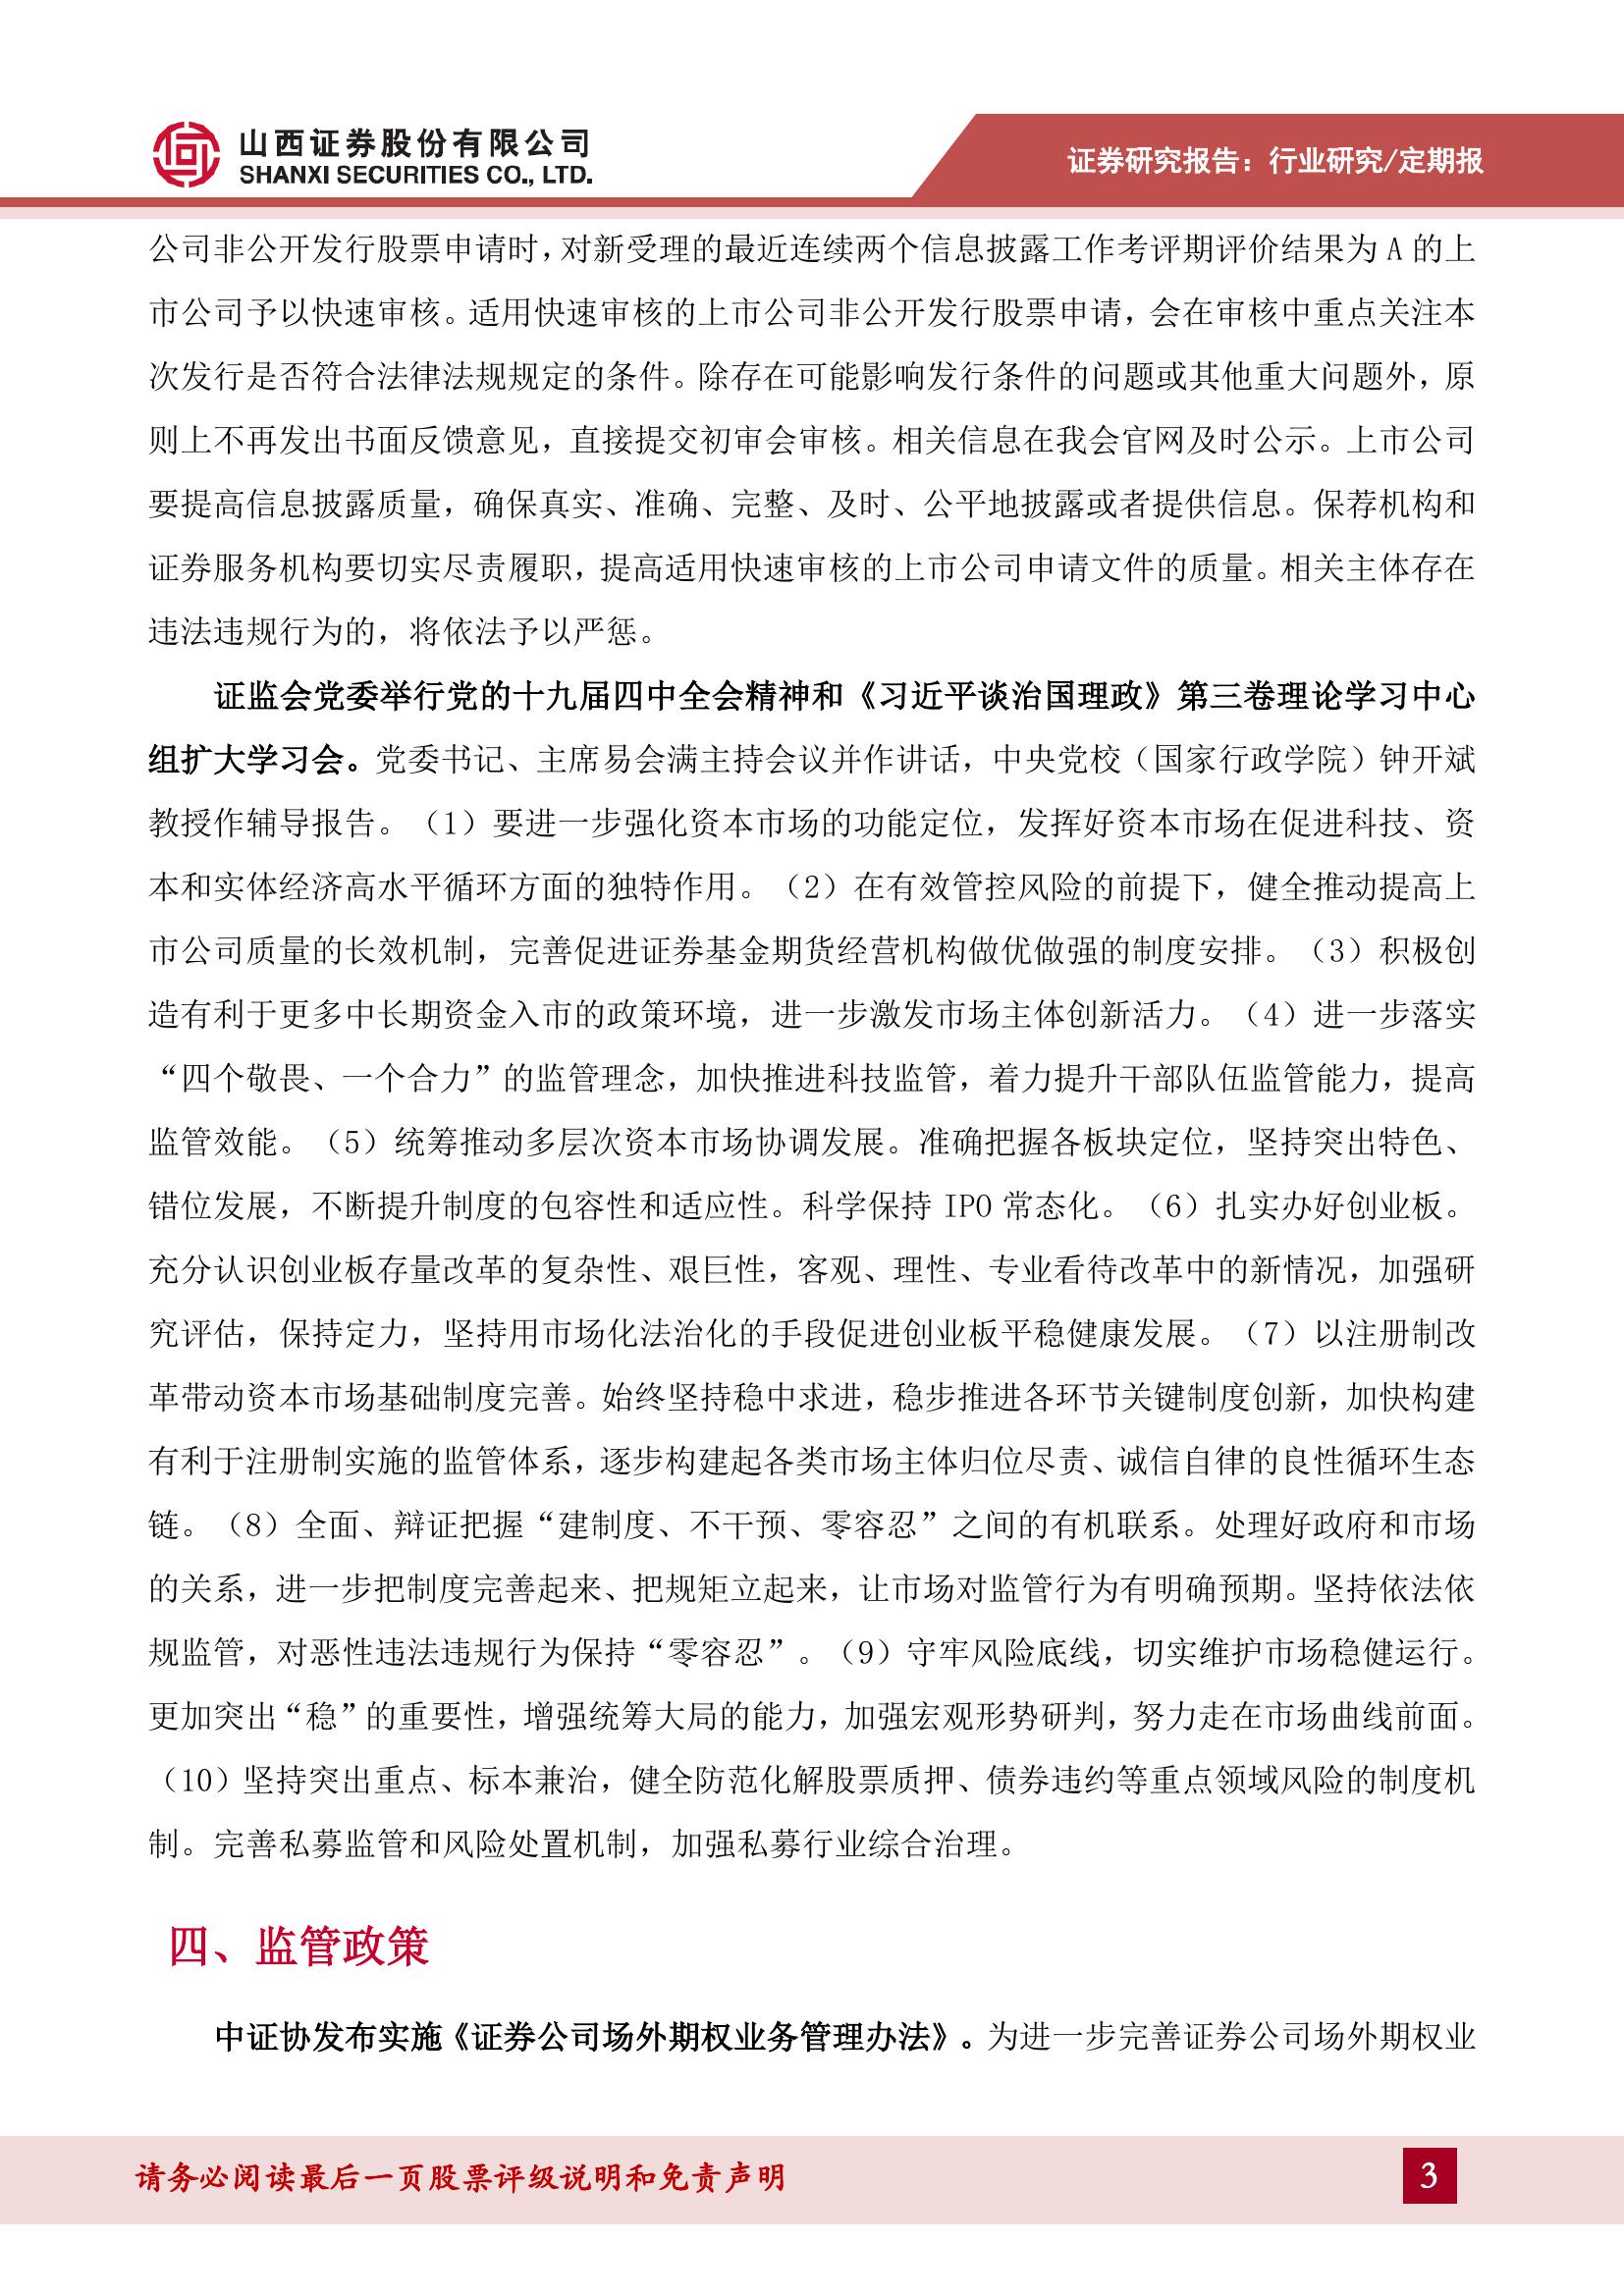 山西证券股份有限公司
SHANXI SECURITIES CO., LTD.
证券研究报告：行业研究/定期报
公司非公开发行股票申请时，对新受理的最近连续两个信息披露工作考评期评价结果为 A 的上
市公司予以快速审核。适用快速审核的上市公司非公开发行股票申请，会在审核中重点关注本
次发行是否符合法律法规规定的条件。除存在可能影响发行条件的问题或其他重大问题外，原
则上不再发出书面反馈意见，直接提交初审会审核。相关信息在我会官网及时公示。上市公司
要提高信息披露质量，确保真实、准确、完整、及时、公平地披露或者提供信息。保荐机构和
证券服务机构要切实尽责履职，提高适用快速审核的上市公司申请文件的质量。相关主体存在
违法违规行为的，将依法予以严惩。
证监会党委举行党的十九届四中全会精神和《习近平谈治国理政》第三卷理论学习中心
组扩大学习会。党委书记、主席易会满主持会议并作讲话，中央党校（国家行政学院）钟开斌
教授作辅导报告。（1）要进一步强化资本市场的功能定位，发挥好资本市场在促进科技、资
本和实体经济高水平循环方面的独特作用。（2）在有效管控风险的前提下，健全推动提高上
市公司质量的长效机制，完善促进证券基金期货经营机构做优做强的制度安排。（3）积极创
造有利于更多中长期资金入市的政策环境，进一步激发市场主体创新活力。（4）进一步落实
“四个敬畏、一个合力”的监管理念，加快推进科技监管，着力提升干部队伍监管能力，提高
监管效能。（5）统筹推动多层次资本市场协调发展。准确把握各板块定位，坚持突出特色、
错位发展，不断提升制度的包容性和适应性。科学保持 IPO 常态化。（6）扎实办好创业板。
充分认识创业板存量改革的复杂性、艰巨性，客观、理性、专业看待改革中的新情况，加强研
究评估，保持定力，坚持用市场化法治化的手段促进创业板平稳健康发展。（7）以注册制改
革带动资本市场基础制度完善。始终坚持稳中求进，稳步推进各环节关键制度创新，加快构建
有利于注册制实施的监管体系，逐步构建起各类市场主体归位尽责、诚信自律的良性循环生态
链。（8）全面、辩证把握“建制度、不干预、零容忍”之间的有机联系。处理好政府和市场
的关系，进一步把制度完善起来、把规矩立起来，让市场对监管行为有明确预期。坚持依法依
规监管，对恶性违法违规行为保持“零容忍”。（9）守牢风险底线，切实维护市场稳健运行。
更加突出“稳”的重要性，增强统筹大局的能力，加强宏观形势研判，努力走在市场曲线前面。
（10）坚持突出重点、标本兼治，健全防范化解股票质押、债券违约等重点领域风险的制度机
制。完善私募监管和风险处置机制，加强私募行业综合治理。
四、监管政策
中证协发布实施《证券公司场外期权业务管理办法》。为进一步完善证券公司场外期权业
请务必阅读最后一页股票评级说明和免责声明
3